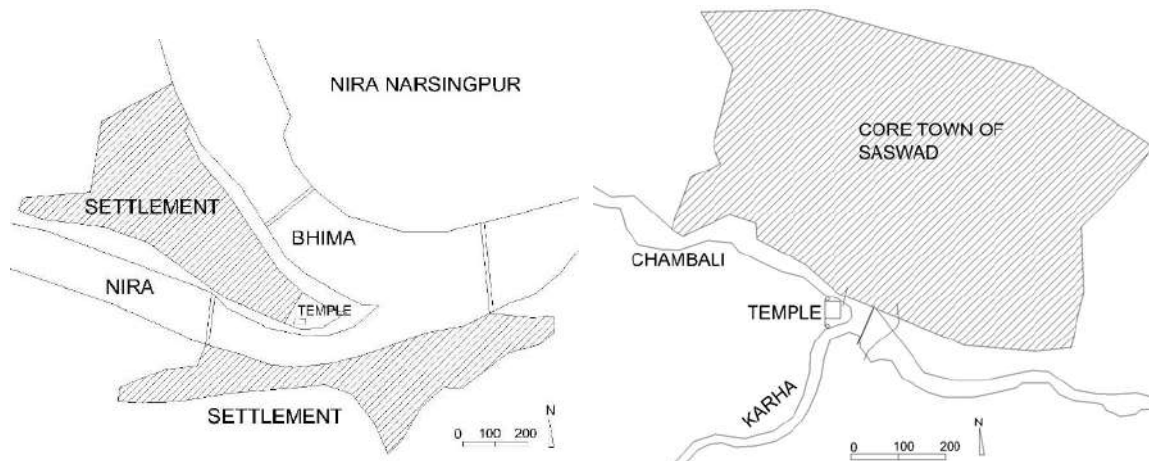 NIRA NARSINGPUR
SETTLEMENT
BHIMA
NIRA
TEMPLE
SETTLEMENT
N
0 100 200
CORE TOWN OF
SASWAD
CHAMBALI
TEMPLE
KARHA
N
0 100 200